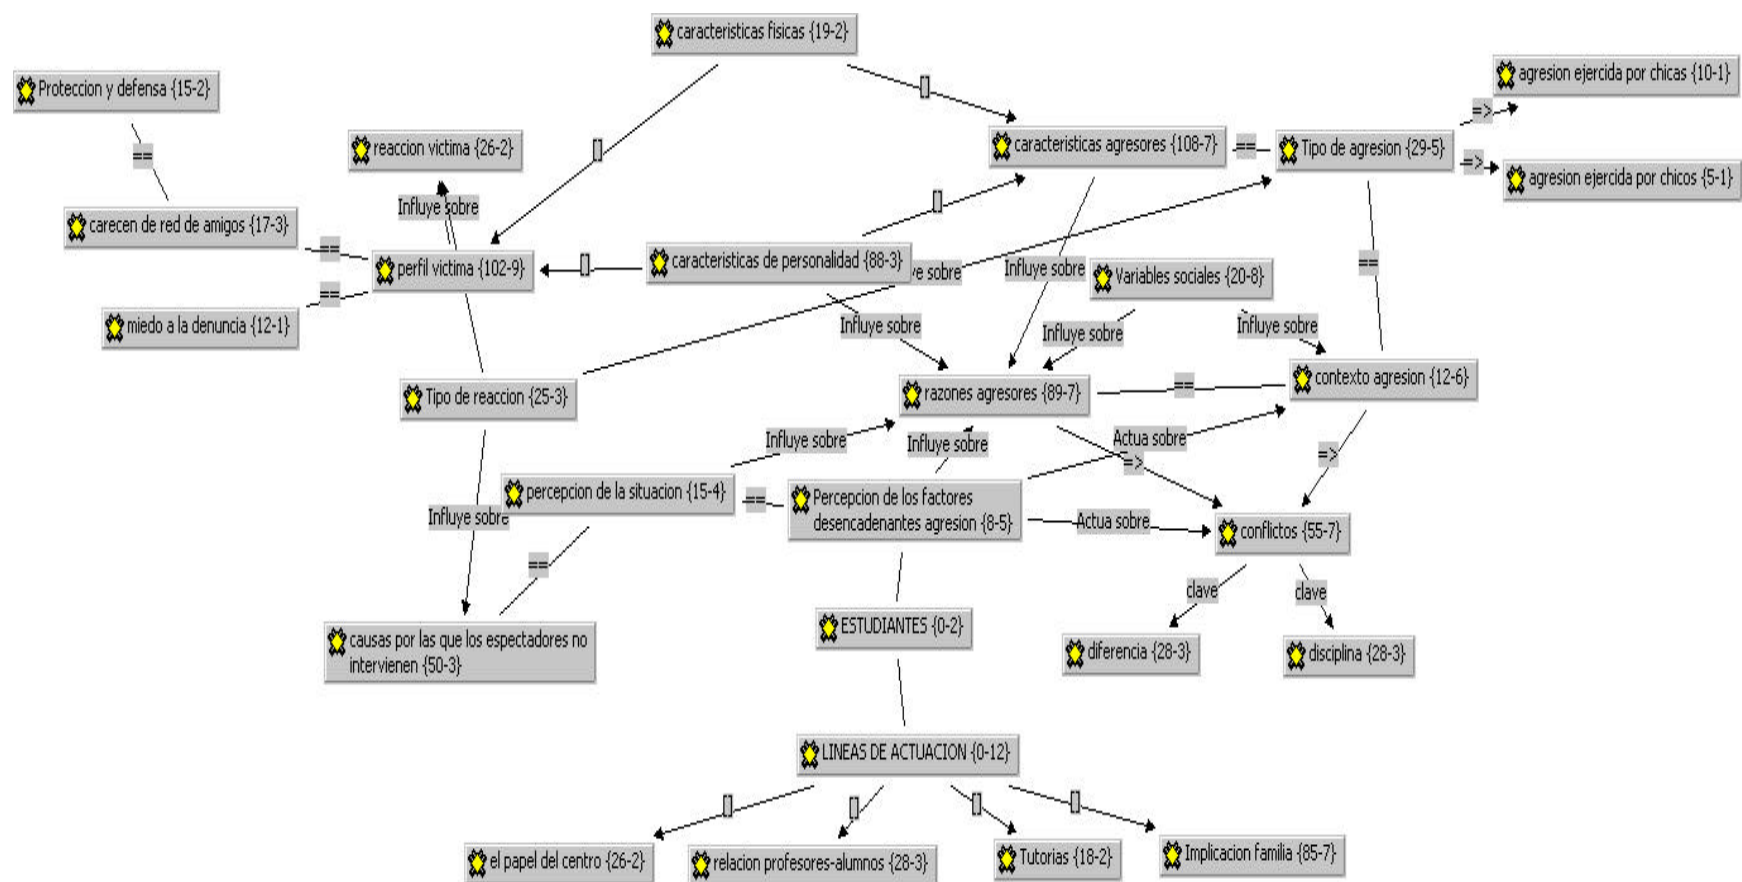 caracteristicas fisicas {19-2}
Proteccion y defensa {15-2}
agresion ejercida por chicas {10-1}
[]
=>
reaccion victima {26-2}
caracteristicas agresores {108-7}
==
Tipo de agresion {29-5}
==
[]
=>
agresion ejercida por chicos {5-1}
Influye sobre
[]
carecen de red de amigos {17-3}
==
perfil victima {102-9}
[]
caracteristicas de personalidad {88-3}
ye sobre
Influye sobre
Variables sociales {20-8}
==
==
miedo a la denuncia {12-1}
Influye sobre
Influye sobre
Influye sobre
Tipo de reaccion {25-3}
razones agresores {89-7}
==
contexto agresion {12-6}
Influye sobre
Influye sobre
Actua sobre
=>
=>
percepcion de la situacion {15-4}
==
Percepcion de los factores
desencadenantes agresion {8-5}
Influye sobre
Actua sobre
conflictos {55-7}
==
clave
clave
causas por las que los espectadores no
intervienen {50-3}
ESTUDIANTES {0-2}
diferencia {28-3}
disciplina {28-3}
LINEAS DE ACTUACION {0-12}
[]
[]
[]
[]
el papel del centro {26-2}
relacion profesores-alumnos {28-3}
Tutorias {18-2}
Implicacion familia {85-7}